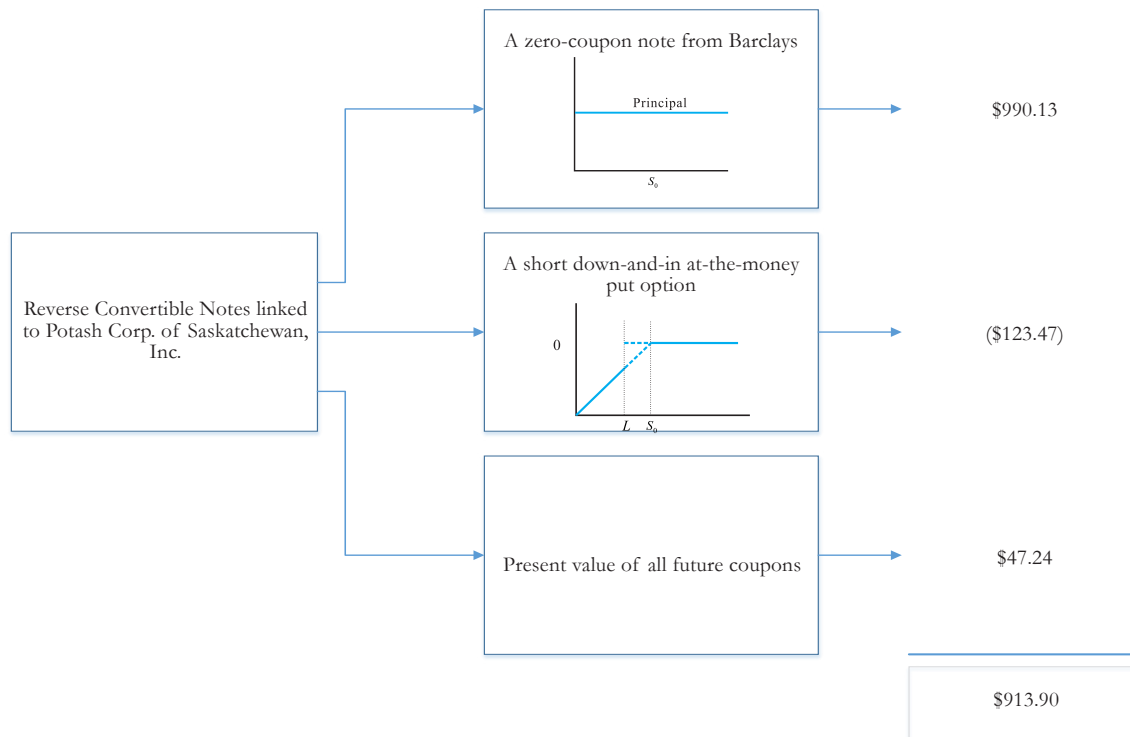 A zero-coupon note from Barclays
Principal
S₀
$990.13
Reverse Convertible Notes linked
to Potash Corp. of Saskatchewan,
Inc.
A short down-and-in at-the-money
put option
0
L S₀
($123.47)
Present value of all future coupons
$47.24
$913.90